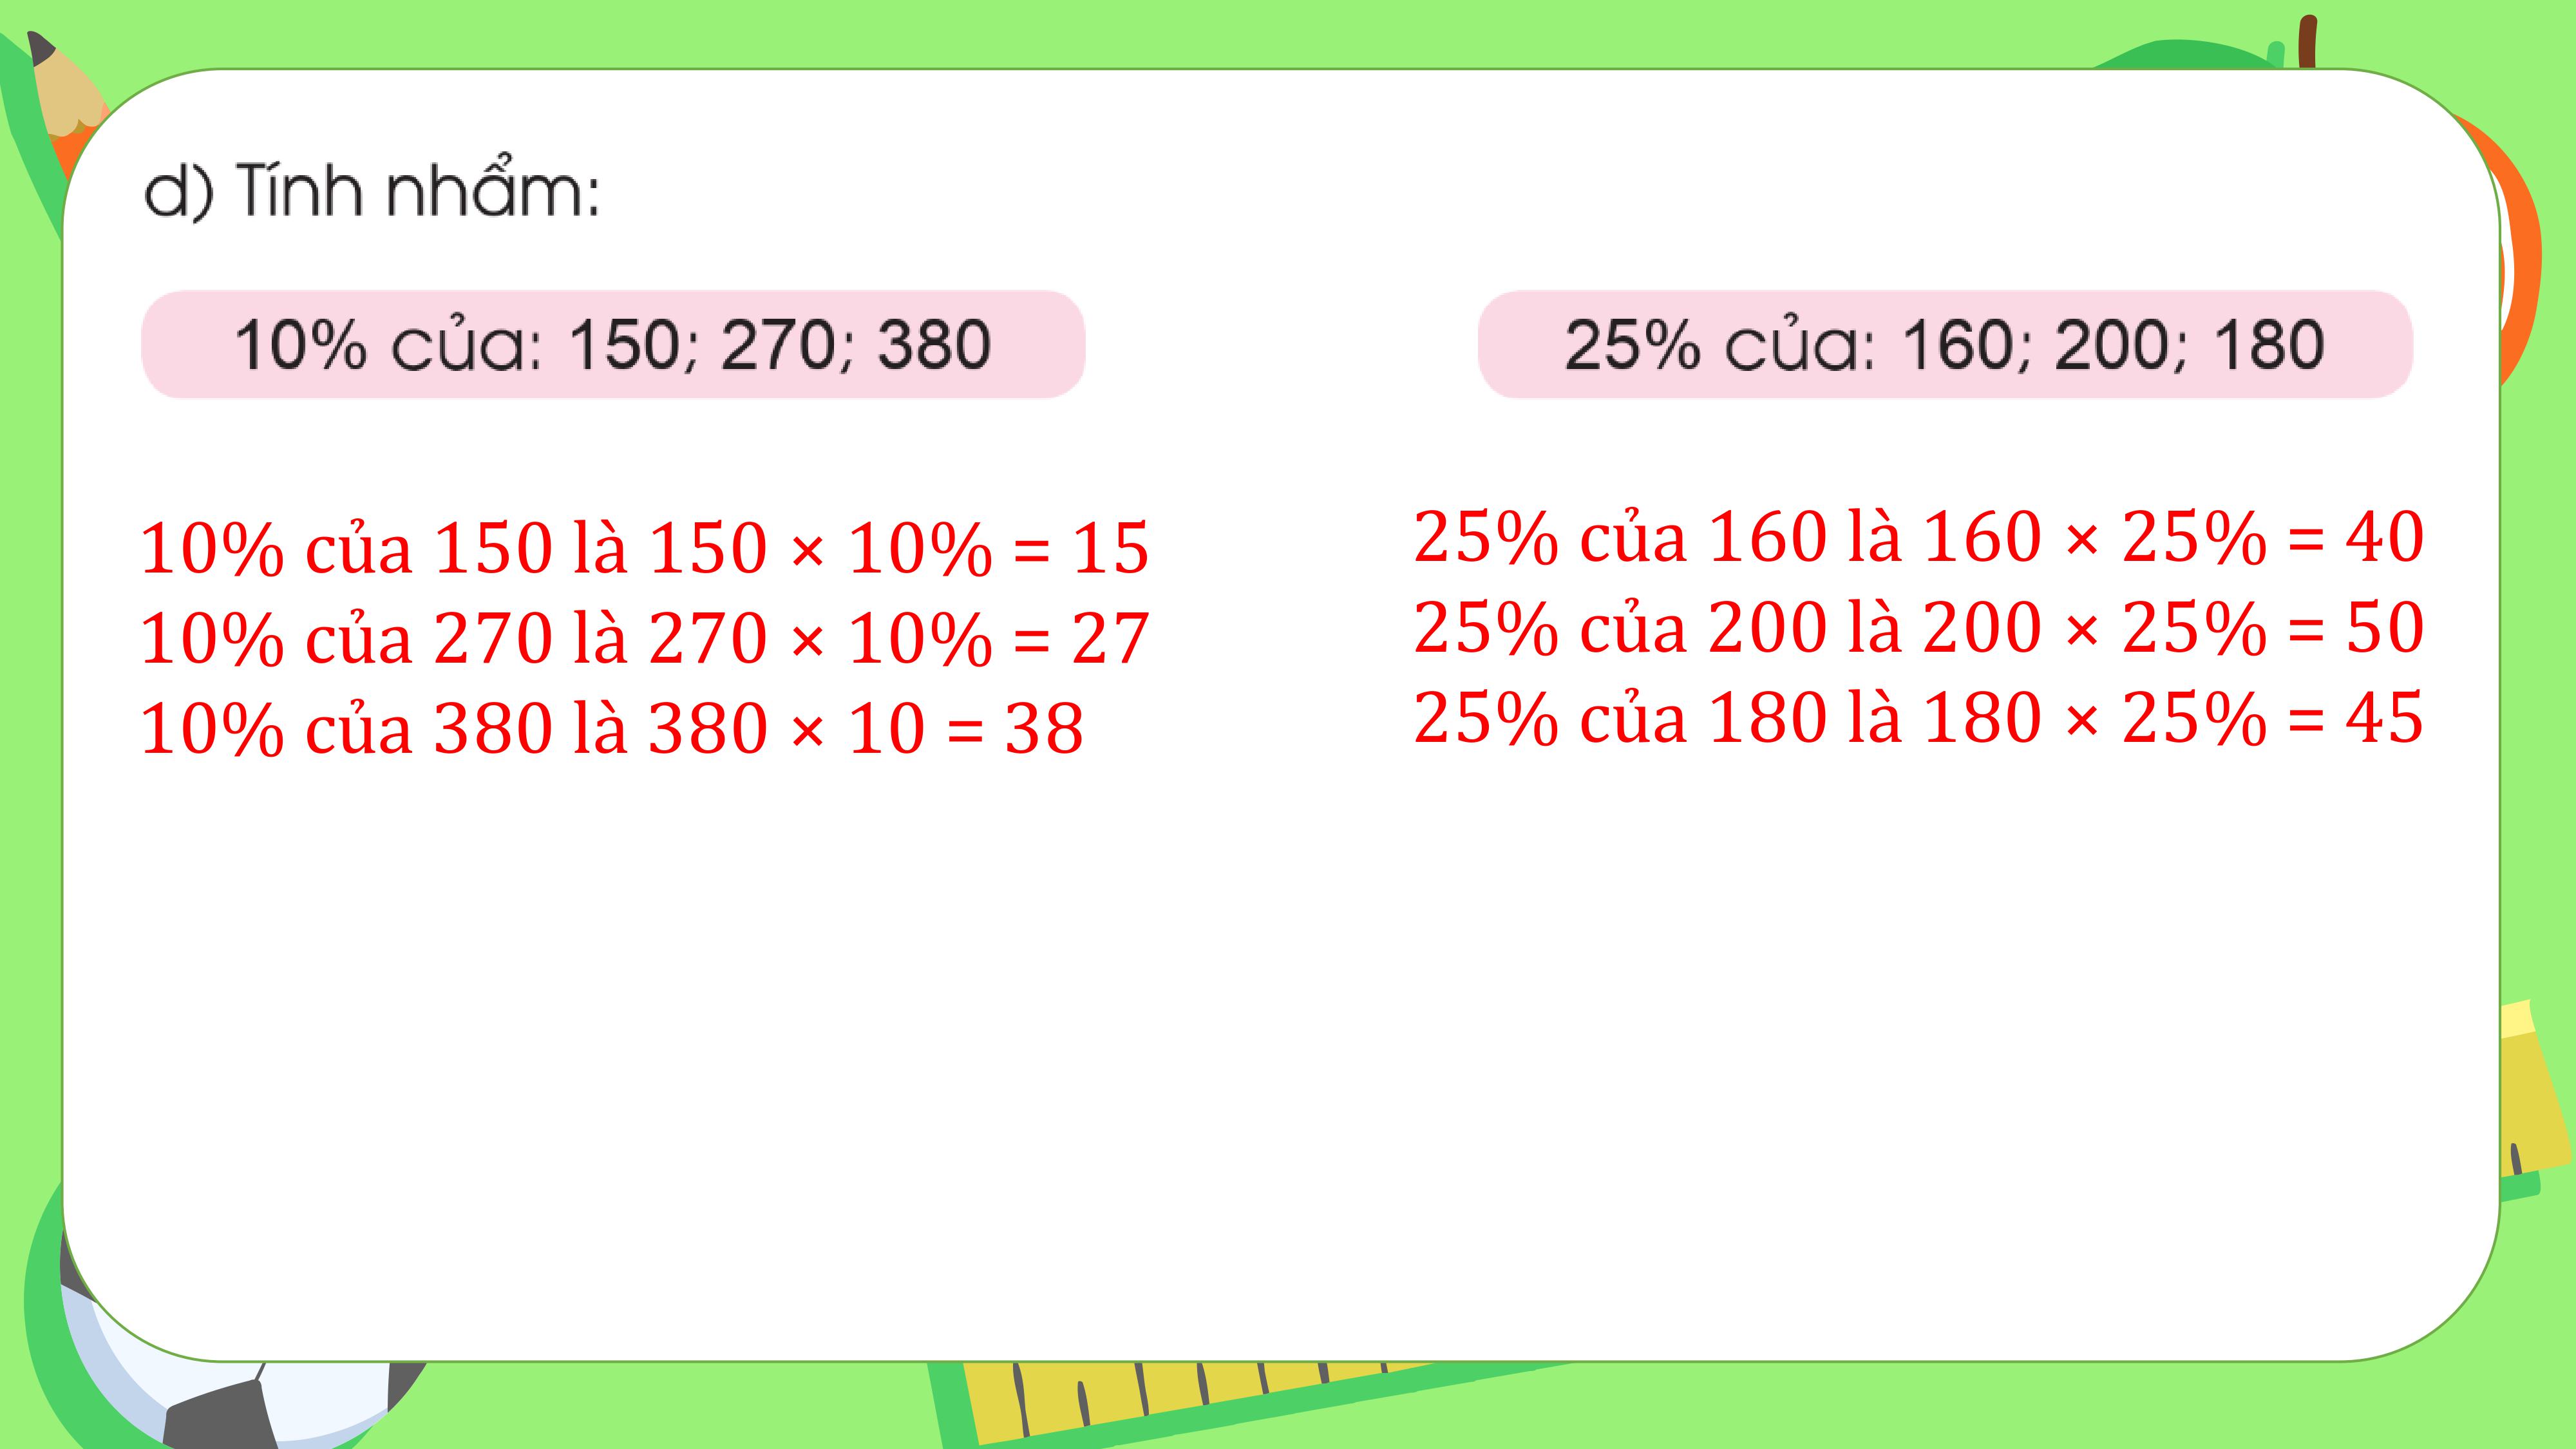 d) Tính nhẩm:
10% của: 150; 270; 380
25% của: 160; 200; 180
10% của 150 là 150 × 10% = 15
10% của 270 là 270 × 10% = 27
10% của 380 là 380 × 10 = 38
25% của 160 là 160 × 25% = 40
25% của 200 là 200 × 25% = 50
25% của 180 là 180 × 25% = 45